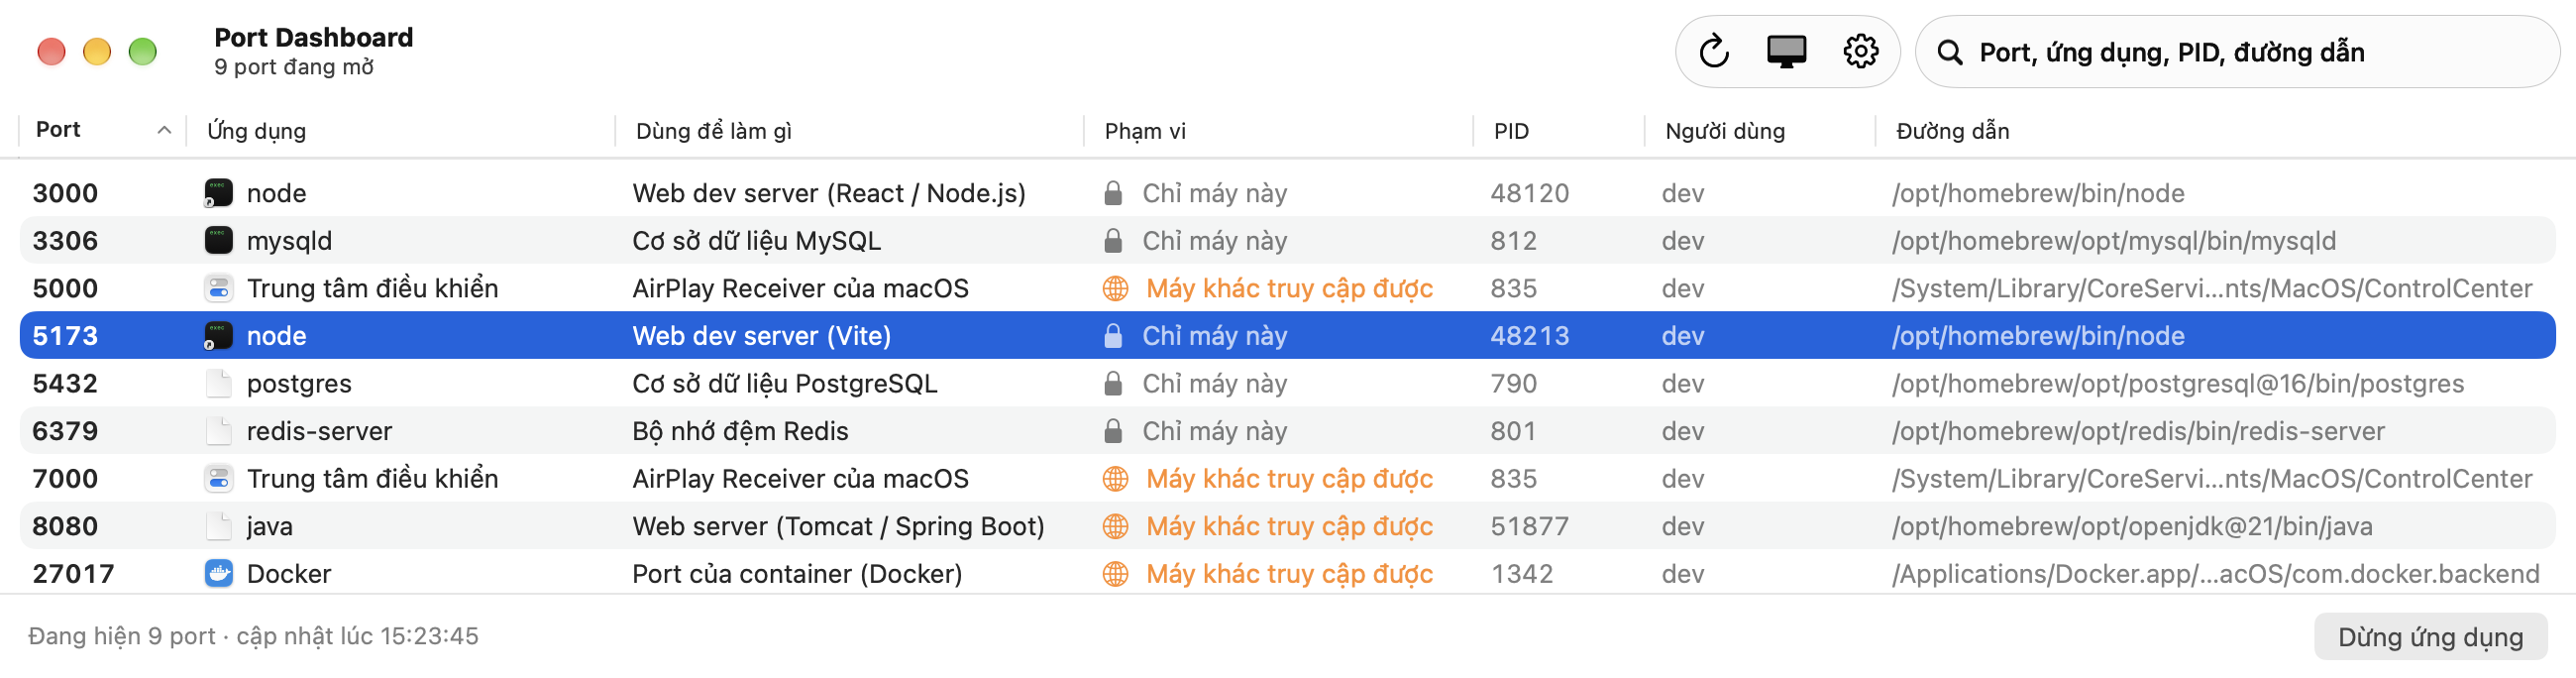 Port Dashboard
9 port đang mở
Port, ứng dụng, PID, đường dẫn
Port Ứng dụng Dùng để làm gì Phạm vi PID Người dùng Đường dẫn
3000 node Web dev server (React / Node.js) Chỉ máy này 48120 dev /opt/homebrew/bin/node
3306 mysqld Cơ sở dữ liệu MySQL Chỉ máy này 812 dev /opt/homebrew/opt/mysql/bin/mysqld
5000 Trung tâm điều khiển AirPlay Receiver của macOS Máy khác truy cập được 835 dev /System/Library/CoreServi...nts/MacOS/ControlCenter
5173 node Web dev server (Vite) Chỉ máy này 48213 dev /opt/homebrew/bin/node
5432 postgres Cơ sở dữ liệu PostgreSQL Chỉ máy này 790 dev /opt/homebrew/opt/postgresql@16/bin/postgres
6379 redis-server Bộ nhớ đệm Redis Chỉ máy này 801 dev /opt/homebrew/opt/redis/bin/redis-server
7000 Trung tâm điều khiển AirPlay Receiver của macOS Máy khác truy cập được 835 dev /System/Library/CoreServi...nts/MacOS/ControlCenter
8080 java Web server (Tomcat / Spring Boot) Máy khác truy cập được 51877 dev /opt/homebrew/opt/openjdk@21/bin/java
27017 Docker Port của container (Docker) Máy khác truy cập được 1342 dev /Applications/Docker.app/...acOS/com.docker.backend
Đang hiện 9 port · cập nhật lúc 15:23:45
Dừng ứng dụng